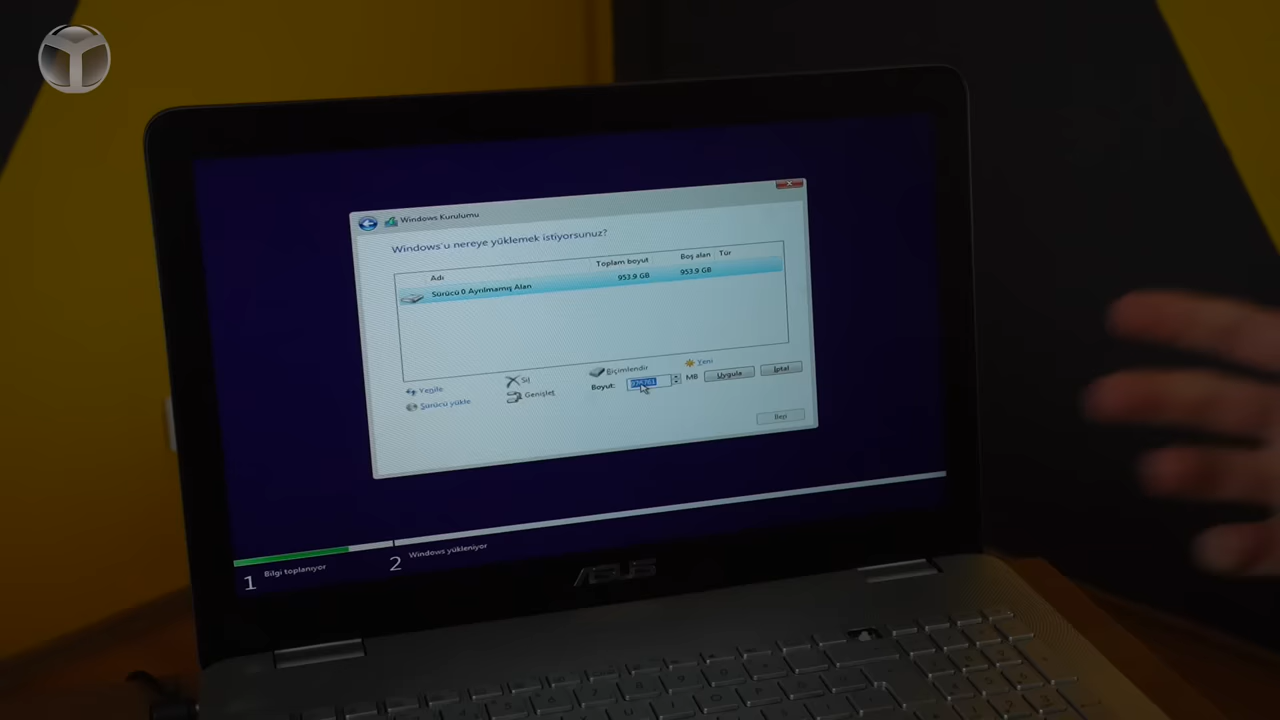 Windows Kurulumu
Windows'u nereye yüklemek istiyorsunuz?
Adı Toplam boyut Boş alan Tür
Sürücü 0 Ayrılmamış Alan 953.9 GB 953.9 GB
Yenile Sil Biçimlendir Yeni
Sürücü yükle Genişlet Boyut: MB Uygula İptal
1 Bilgi toplanıyor 2 Windows yükleniyor
ASUS